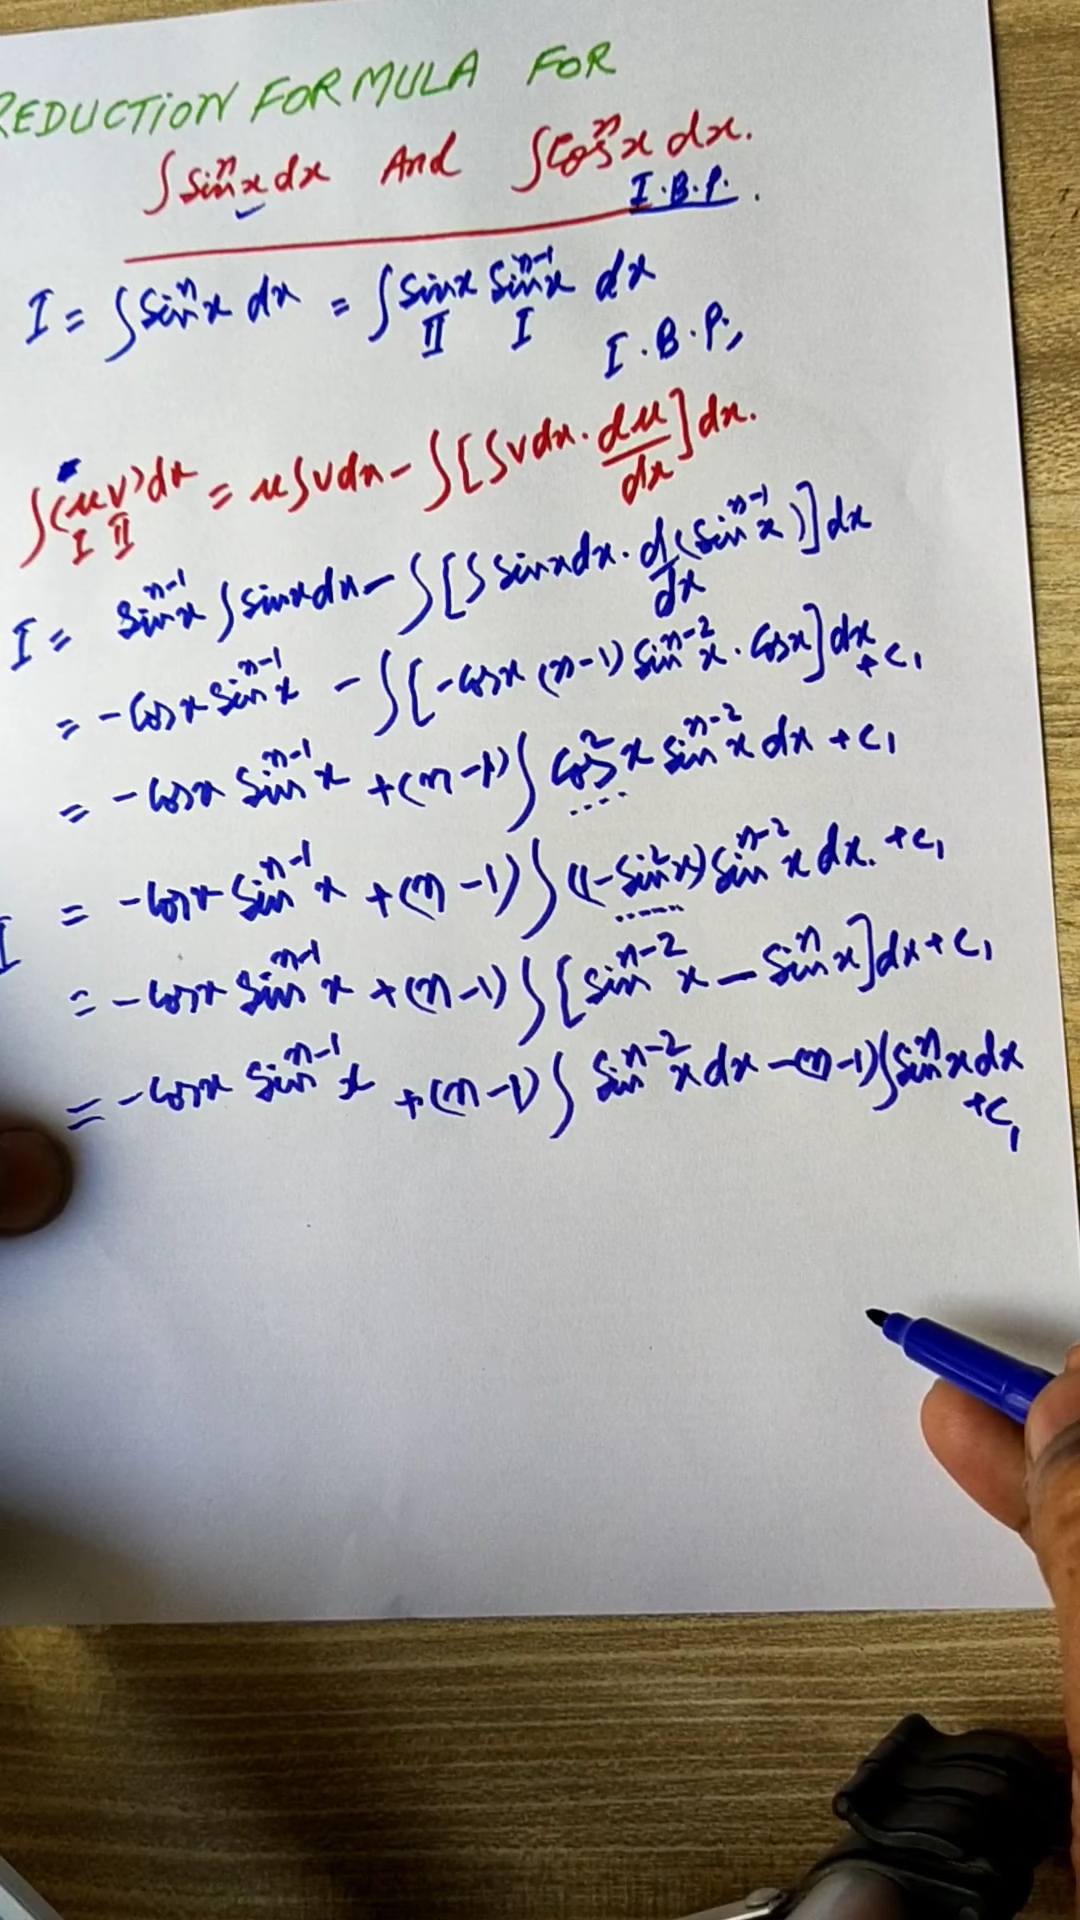 REDUCTION FORMULA FOR
∫sinⁿx dx And ∫Cosⁿx dx.
I.B.P.
I = ∫sinⁿx dx = ∫sinx sinⁿ⁻¹x dx
II I I.B.P.,
∫(uv)dx = u∫vdx - ∫[∫vdx. du/dx]dx.
I II
I = sinⁿ⁻¹x ∫sinxdx - ∫[∫sinxdx. d/dx(sinⁿ⁻¹x)]dx
= -Cosx sinⁿ⁻¹x - ∫[-Cosx (n-1) sinⁿ⁻²x . Cosx]dx + C₁
= -Cosx sinⁿ⁻¹x + (n-1)∫Cos²x sinⁿ⁻²x dx + C₁
I = -Cosx sinⁿ⁻¹x + (n-1)∫(1-sin²x) sinⁿ⁻²x dx. + C₁
= -Cosx sinⁿ⁻¹x + (n-1)∫[sinⁿ⁻²x - sinⁿx]dx + C₁
= -Cosx sinⁿ⁻¹x + (n-1)∫sinⁿ⁻²x dx - (n-1)∫sinⁿx dx
+ C₁